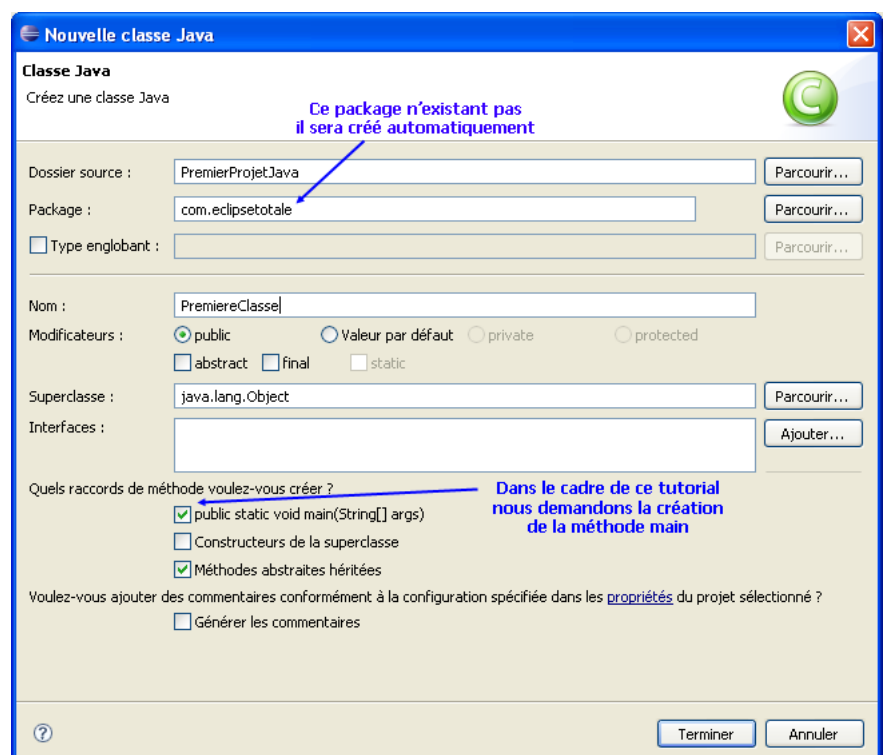 Nouvelle classe Java
Classe Java
Créez une classe Java
Ce package n'existant pas
il sera créé automatiquement
Dossier source : PremierProjetJava Parcourir...
Package : com.eclipsetotale Parcourir...
Type englobant : Parcourir...
Nom : PremiereClasse
Modificateurs : public Valeur par défaut private protected
abstract final static
Superclasse : java.lang.Object Parcourir...
Interfaces : Ajouter...
Quels raccords de méthode voulez-vous créer ?
Dans le cadre de ce tutorial
nous demandons la création
de la méthode main
public static void main(String[] args)
Constructeurs de la superclasse
Méthodes abstraites héritées
Voulez-vous ajouter des commentaires conformément à la configuration spécifiée dans les propriétés du projet sélectionné ?
Générer les commentaires
? Terminer Annuler